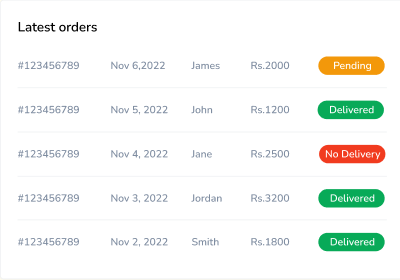 Latest orders
#123456789 Nov 6,2022 James Rs.2000 Pending
#123456789 Nov 5, 2022 John Rs.1200 Delivered
#123456789 Nov 4, 2022 Jane Rs.2500 No Delivery
#123456789 Nov 3, 2022 Jordan Rs.3200 Delivered
#123456789 Nov 2, 2022 Smith Rs.1800 Delivered